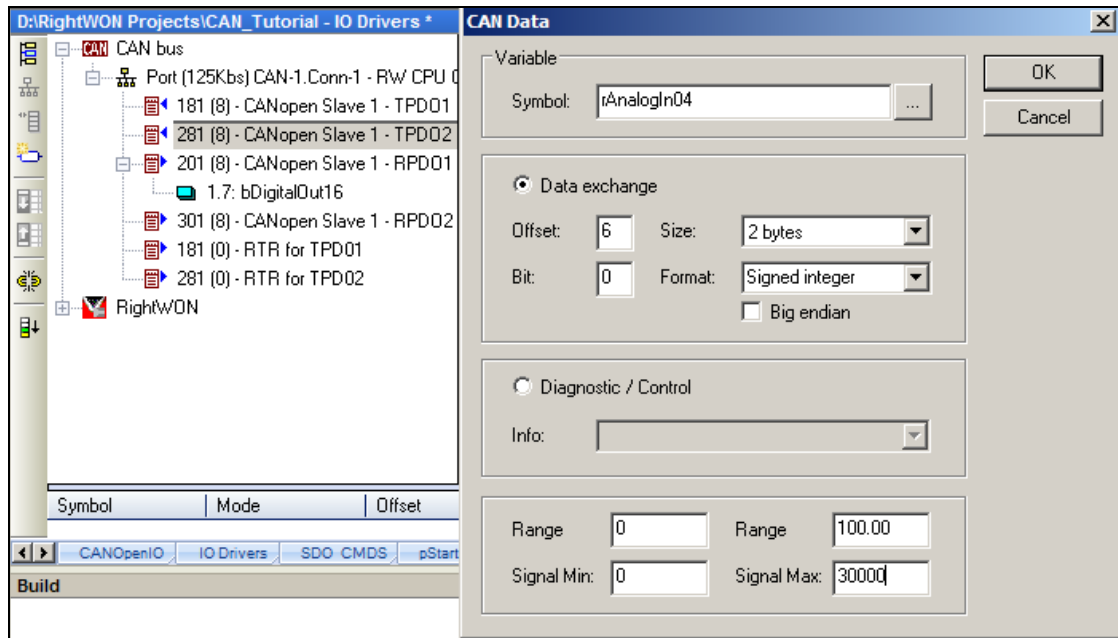 D:\RightWON Projects\CAN_Tutorial - IO Drivers *
CAN bus
Port (125Kbs) CAN-1.Conn-1 - RW CPU
181 (8) - CANopen Slave 1 - TPDO1
281 (8) - CANopen Slave 1 - TPDO2
201 (8) - CANopen Slave 1 - RPDO1
1.7: bDigitalOut16
301 (8) - CANopen Slave 1 - RPDO2
181 (0) - RTR for TPDO1
281 (0) - RTR for TPDO2
RightWON
Symbol Mode Offset
CANOpenIO IO Drivers SDO CMDS pStart
Build
CAN Data
Variable
Symbol: rAnalogIn04 ...
OK
Cancel
Data exchange
Offset: 6 Size: 2 bytes
Bit: 0 Format: Signed integer
Big endian
Diagnostic / Control
Info:
Range 0 Range 100.00
Signal Min: 0 Signal Max: 30000